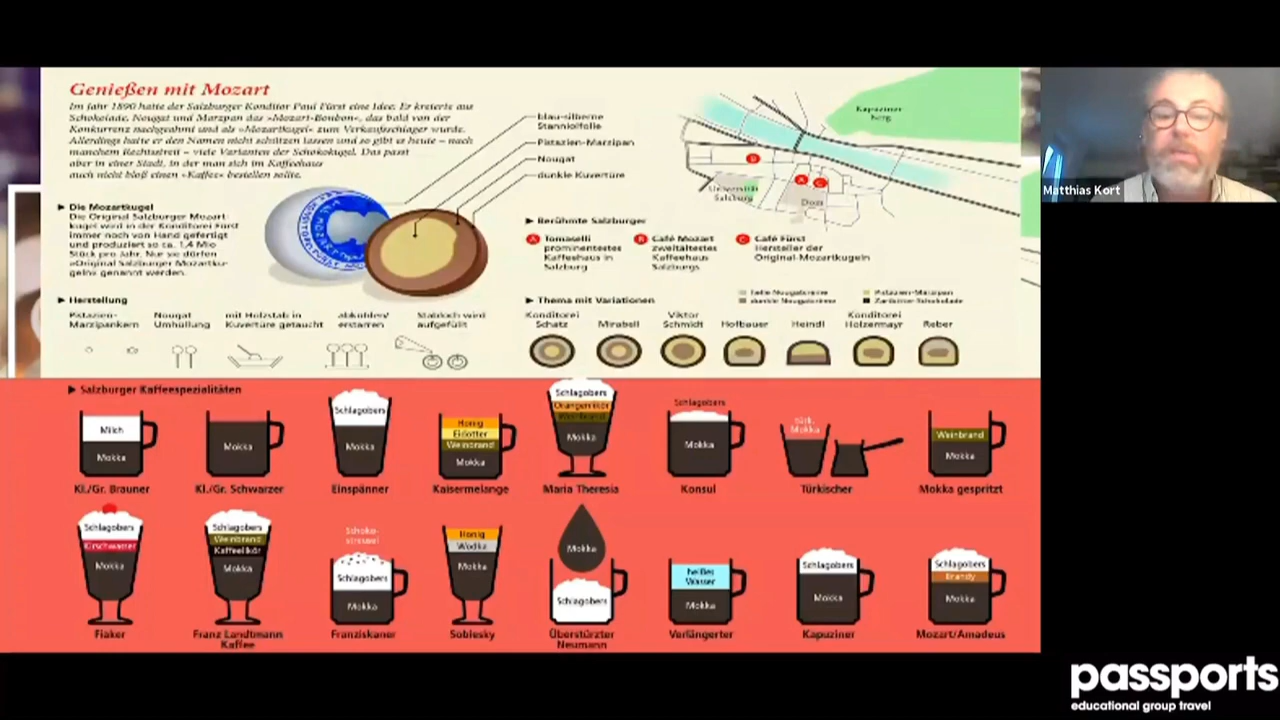 Genießen mit Mozart
Im Jahr 1890 hatte der Salzburger Konditor Paul Fürst eine Idee. Er kreierte aus
Schokolade, Nougat und Marzpan das »Mozart-Bonbon«, das bald von der
Konkurrenz nachgeahmt und als »Mozartkugel« zum Verkaufsschlager wurde.
Allerdings hatte er den Namen nicht schützen lassen und so gibt es heute – nach
manchem Rechtsstreit – viele Varianten der Schokokugel. Das passt
aber in einer Stadt, in der man sich im Kaffeehaus
auch nicht bloß einen »Kaffee« bestellen sollte.
blau-silberne
Stanniolfolie
Pistazien-Marzipan
Nougat
dunkle Kuvertüre
Kapuziner
berg
Universität
Salzburg
Dom
A
B
C
▶ Die Mozartkugel
Die Original Salzburger Mozart
kugel wird in der Konditorei Fürst
immer noch von Hand gefertigt
und produziert so ca. 1,4 Mio
Stück pro Jahr. Nur sie dürfen
»Original Salzburger Mozartku-
geln« genannt werden.
▶ Berühmte Salzburger
A Tomaselli
prominentestes
Kaffeehaus in
Salzburg
B Café Mozart
zweitältestes
Kaffeehaus
Salzburgs
C Café Fürst
Hersteller der
Original-Mozartkugeln
▶ Herstellung
Pistazien-
Marzipankern
Nougat
Umhüllung
mit Holzstab in
Kuvertüre getaucht
abkühlen/
erstarren
Stabloch wird
aufgefüllt
▶ Thema mit Variationen
helle Nougatcreme
dunkle Nougatcreme
Pistazien-Marzipan
Zartbitter-Schokolade
Konditorei
Schatz
Mirabell
Viktor
Schmidt
Hofbauer
Heindl
Konditorei
Holzermayr
Reber
▶ Salzburger Kaffeespezialitäten
Milch
Mokka
Kl./Gr. Brauner
Mokka
Kl./Gr. Schwarzer
Schlagobers
Mokka
Einspänner
Honig
Eidotter
Weinbrand
Mokka
Kaisermelange
Schlagobers
Orangenlikör
Weinbrand
Mokka
Maria Theresia
Schlagobers
Mokka
Konsul
türk.
Mokka
Türkischer
Weinbrand
Mokka
Mokka gespritzt
Schlagobers
Kirschwasser
Mokka
Fiaker
Schlagobers
Weinbrand
Kaffeelikör
Mokka
Franz Landtmann
Kaffee
Schoko-
streusel
Schlagobers
Mokka
Franziskaner
Honig
Wodka
Mokka
Sobiesky
Mokka
Schlagobers
Überstürzter
Neumann
heißes
Wasser
Mokka
Verlängerter
Schlagobers
Mokka
Kapuziner
Schlagobers
Brandy
Mokka
Mozart/Amadeus
Matthias Kort
passports
educational group travel